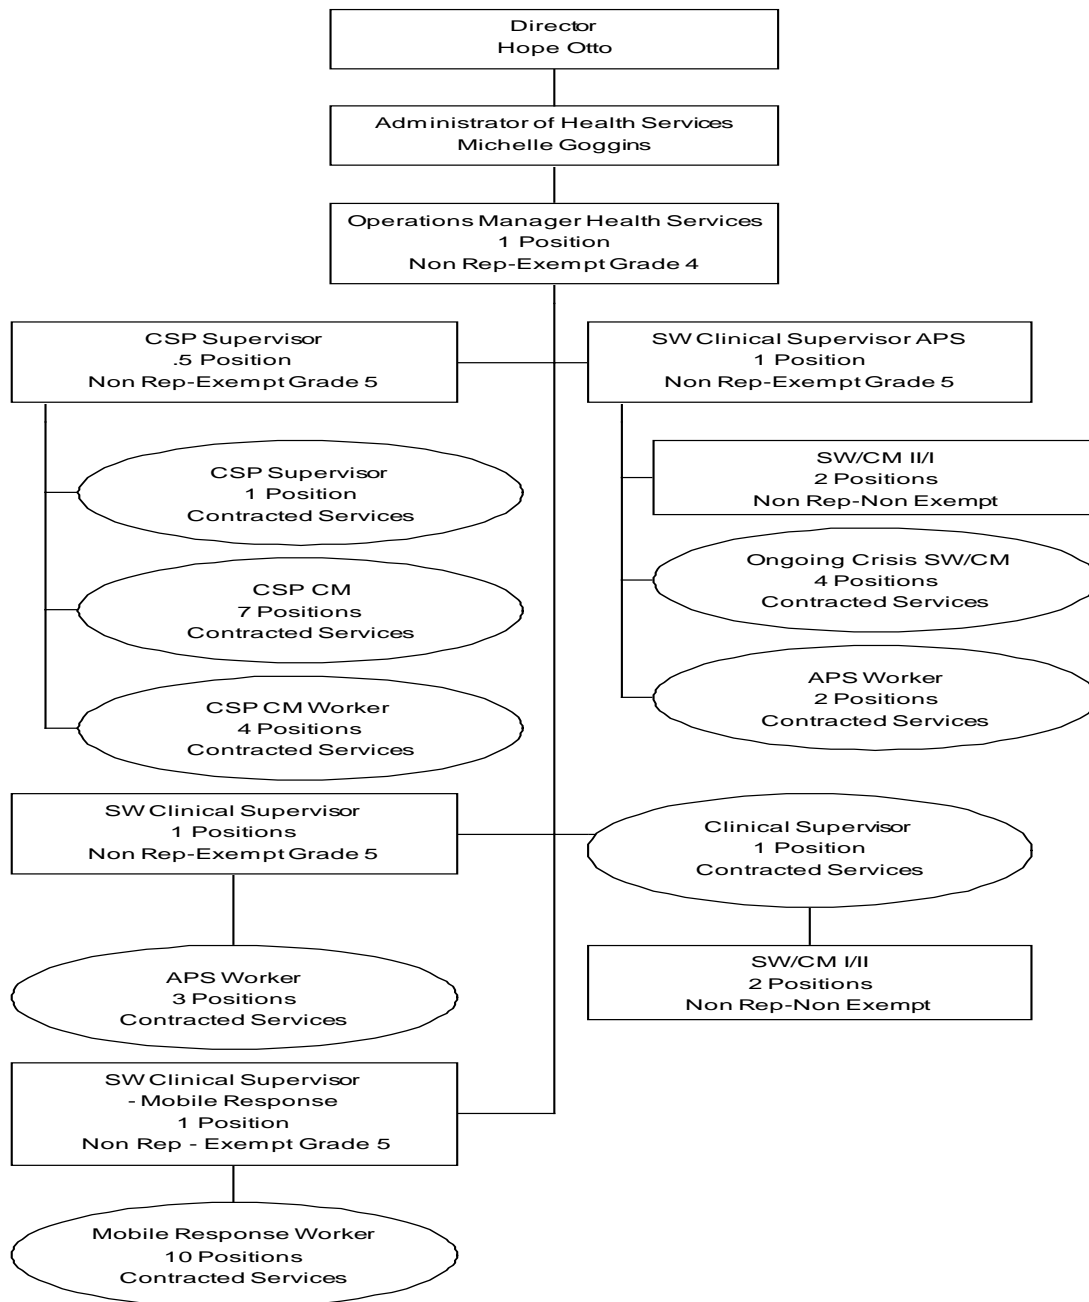 Director
Hope Otto
Administrator of Health Services
Michelle Goggins
Operations Manager Health Services
1 Position
Non Rep-Exempt Grade 4
CSP Supervisor
.5 Position
Non Rep-Exempt Grade 5
SW Clinical Supervisor APS
1 Position
Non Rep-Exempt Grade 5
CSP Supervisor
1 Position
Contracted Services
CSP CM
7 Positions
Contracted Services
CSP CM Worker
4 Positions
Contracted Services
SW/CM II/I
2 Positions
Non Rep-Non Exempt
Ongoing Crisis SW/CM
4 Positions
Contracted Services
APS Worker
2 Positions
Contracted Services
SW Clinical Supervisor
1 Positions
Non Rep-Exempt Grade 5
APS Worker
3 Positions
Contracted Services
Clinical Supervisor
1 Position
Contracted Services
SW/CM I/II
2 Positions
Non Rep-Non Exempt
SW Clinical Supervisor
- Mobile Response
1 Position
Non Rep - Exempt Grade 5
Mobile Response Worker
10 Positions
Contracted Services